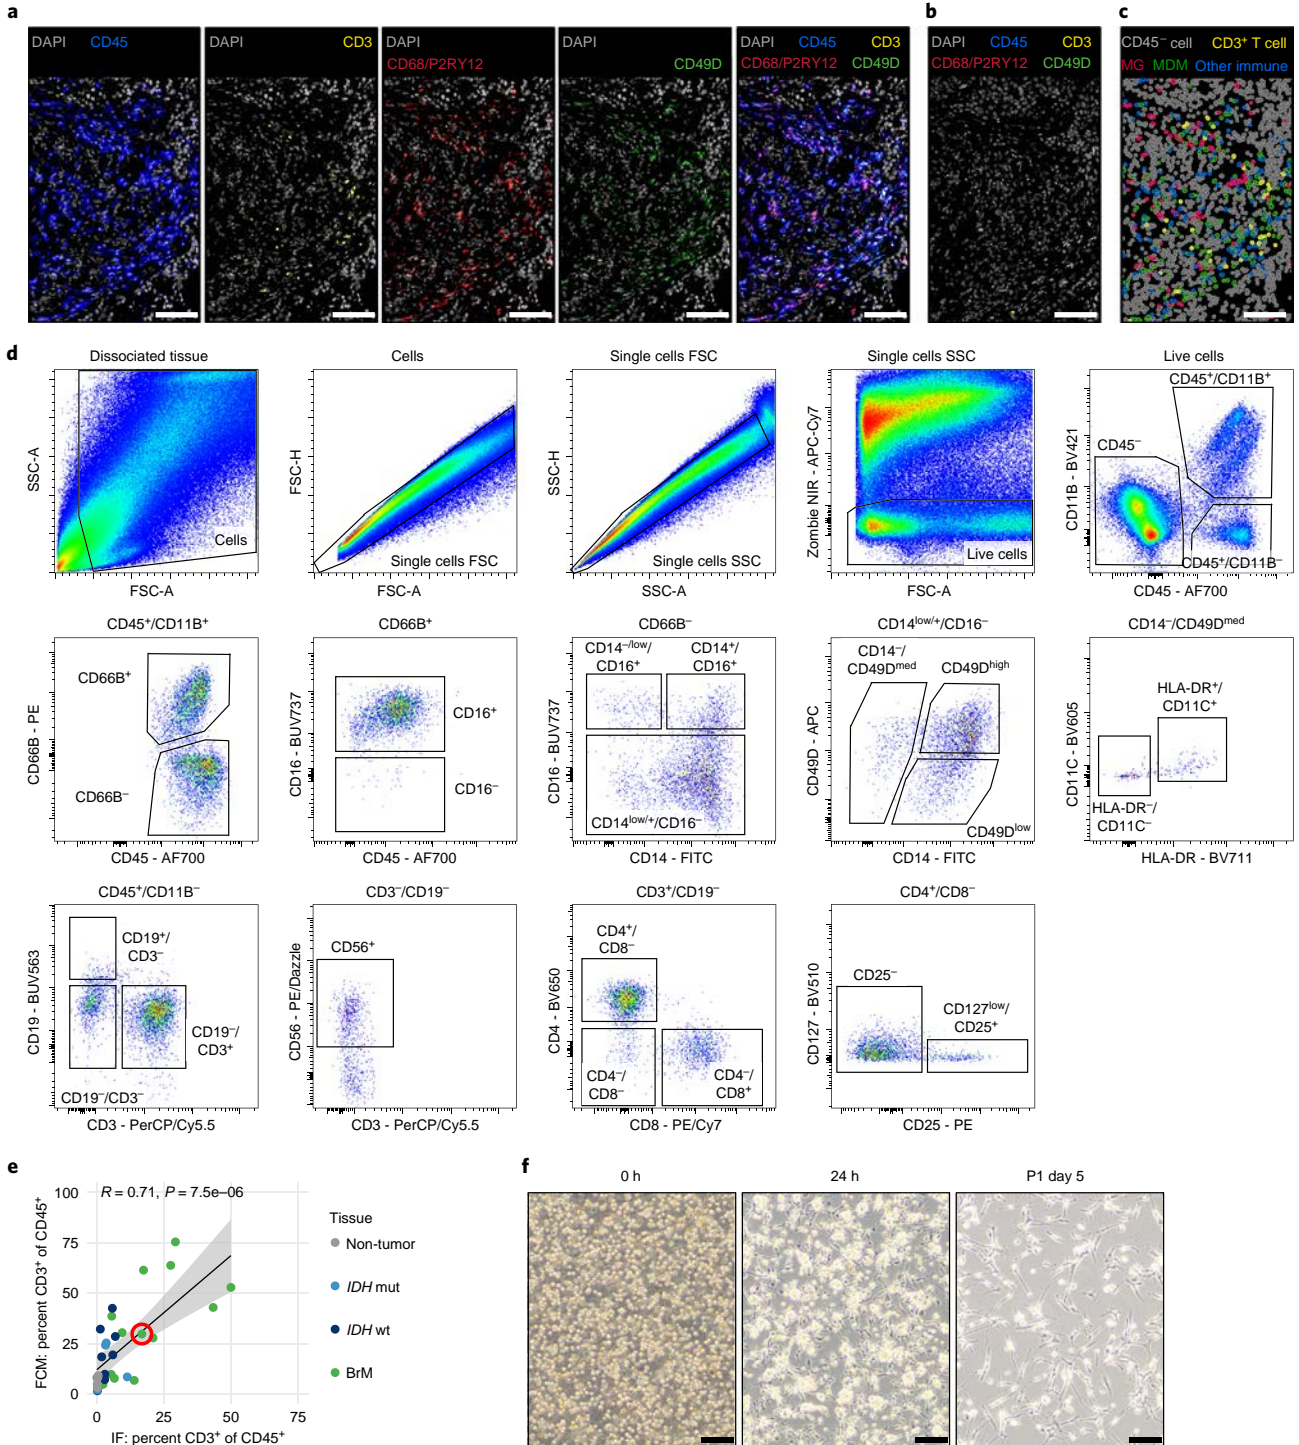 a
DAPI CD45
DAPI CD3
DAPI
CD68/P2RY12
DAPI
CD49D
DAPI CD45 CD3
CD68/P2RY12 CD49D
b
DAPI CD45 CD3
CD68/P2RY12 CD49D
c
CD45⁻ cell CD3⁺ T cell
MG MDM Other immune
d
Dissociated tissue
SSC-A
Cells
FSC-A
Cells
FSC-H
Single cells FSC
FSC-A
Single cells FSC
SSC-H
Single cells SSC
SSC-A
Single cells SSC
Zombie NIR - APC-Cy7
Live cells
FSC-A
Live cells
CD45⁺/CD11B⁺
CD45⁻
CD11B - BV421
CD45⁺/CD11B⁻
CD45 - AF700
CD45⁺/CD11B⁺
CD66B⁺
CD66B - PE
CD66B⁻
CD45 - AF700
CD66B⁺
CD16 - BUV737
CD16⁺
CD16⁻
CD45 - AF700
CD66B⁻
CD14⁻/low/
CD16⁺
CD14⁺/
CD16⁺
CD16 - BUV737
CD14low/⁺/CD16⁻
CD14 - FITC
CD14low/⁺/CD16⁻
CD14⁻/
CD49Dmed
CD49Dhigh
CD49D - APC
CD49Dlow
CD14 - FITC
CD14⁻/CD49Dmed
HLA-DR⁺/
CD11C⁺
CD11C - BV605
HLA-DR⁻/
CD11C⁻
HLA-DR - BV711
CD45⁺/CD11B⁻
CD19⁺/
CD3⁻
CD19 - BUV563
CD19⁻/
CD3⁺
CD19⁻/CD3⁻
CD3 - PerCP/Cy5.5
CD3⁻/CD19⁻
CD56⁺
CD56 - PE/Dazzle
CD3 - PerCP/Cy5.5
CD3⁺/CD19⁻
CD4⁺/
CD8⁻
CD4 - BV650
CD4⁻/
CD8⁻
CD4⁻/
CD8⁺
CD8 - PE/Cy7
CD4⁺/CD8⁻
CD25⁻
CD127low/
CD25⁺
CD127 - BV510
CD25 - PE
e
R = 0.71, P = 7.5e−06
FCM: percent CD3⁺ of CD45⁺
100
75
50
25
0
0 25 50 75
IF: percent CD3⁺ of CD45⁺
Tissue
Non-tumor
IDH mut
IDH wt
BrM
f
0 h
24 h
P1 day 5